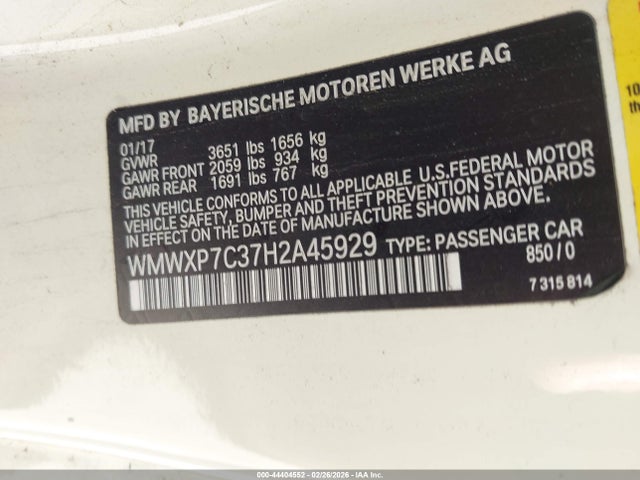 MFD BY BAYERISCHE MOTOREN WERKE AG
01/17
GVWR 3651 lbs 1656 kg
GAWR FRONT 2059 lbs 934 kg
GAWR REAR 1691 lbs 767 kg
THIS VEHICLE CONFORMS TO ALL APPLICABLE U.S.FEDERAL MOTOR
VEHICLE SAFETY, BUMPER AND THEFT PREVENTION STANDARDS
IN EFFECT ON THE DATE OF MANUFACTURE SHOWN ABOVE.
WMWXP7C37H2A45929 TYPE: PASSENGER CAR
850/0
7 315 814
10
th
000-44404552 - 02/26/2026 - IAAI Inc.